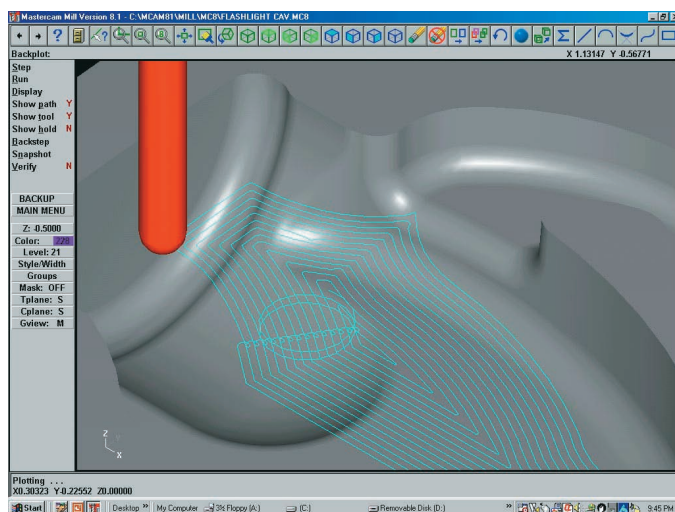 Mastercam Mill Version 8.1 - C:\MCAM81\MILL\MC8\FLASHLIGHT CAV.MC8
Backplot:
X 1.13147 Y -0.56771
Step
Run
Display
Show path Y
Show tool Y
Show hold N
Backstep
Snapshot
Verify N
BACKUP
MAIN MENU
Z: -0.5000
Color: 228
Level: 21
Style/Width
Groups
Mask: OFF
Tplane: S
Cplane: S
Gview: M
Z
X
Plotting . . .
X0.30323 Y-0.22552 Z0.00000
Start
Desktop »
My Computer
3½ Floppy (A:)
(C:)
Removable Disk (D:)
»
9:45 PM